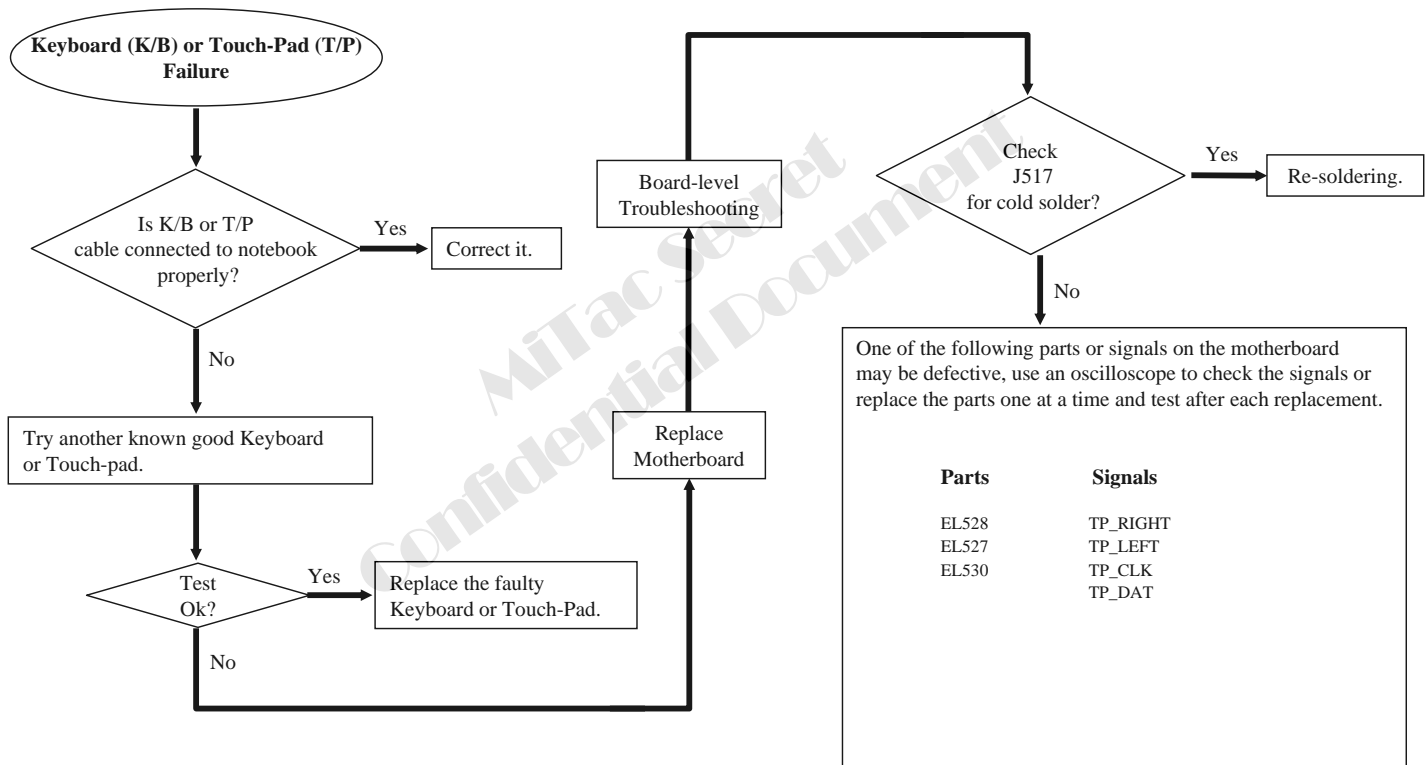 Keyboard (K/B) or Touch-Pad (T/P)
Failure
Is K/B or T/P
cable connected to notebook
properly?
Yes
Correct it.
No
Try another known good Keyboard
or Touch-pad.
Test
Ok?
Yes
Replace the faulty
Keyboard or Touch-Pad.
No
Replace
Motherboard
Board-level
Troubleshooting
Check
J517
for cold solder?
Yes
Re-soldering.
No
One of the following parts or signals on the motherboard
may be defective, use an oscilloscope to check the signals or
replace the parts one at a time and test after each replacement.
Parts Signals
EL528 TP_RIGHT
EL527 TP_LEFT
EL530 TP_CLK
TP_DAT
MiTac Secret
Confidential Document